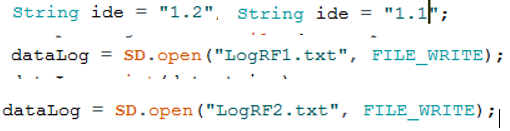 String ide = "1.2", String ide = "1.1";
dataLog = SD.open("LogRF1.txt", FILE_WRITE);
dataLog = SD.open("LogRF2.txt", FILE_WRITE);